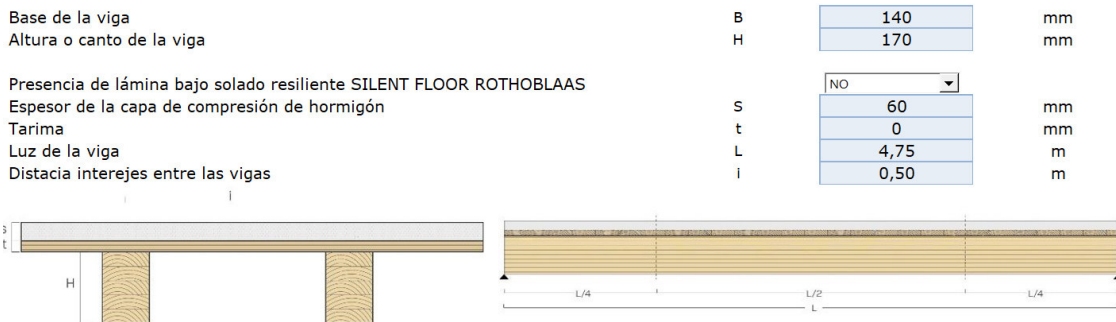 Base de la viga B 140 mm
Altura o canto de la viga H 170 mm
Presencia de lámina bajo solado resiliente SILENT FLOOR ROTHOBLAAS NO
Espesor de la capa de compresión de hormigón S 60 mm
Tarima t 0 mm
Luz de la viga L 4,75 m
Distacia interejes entre las vigas i 0,50 m
i
s
t
H
L/4 L/2 L/4
L